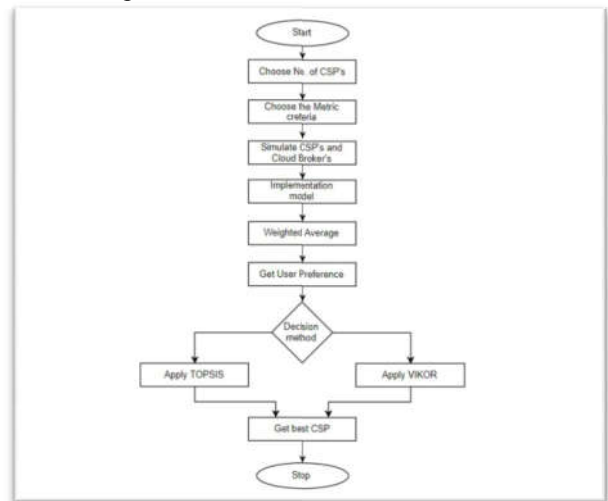 Start
Choose No. of CSP's
Choose the Metric
creteria
Simulate CSP's and
Cloud Broker's
Implementation
model
Weighted Average
Get User Preference
Decision
method
Apply TOPSIS
Apply VIKOR
Get best CSP
Stop